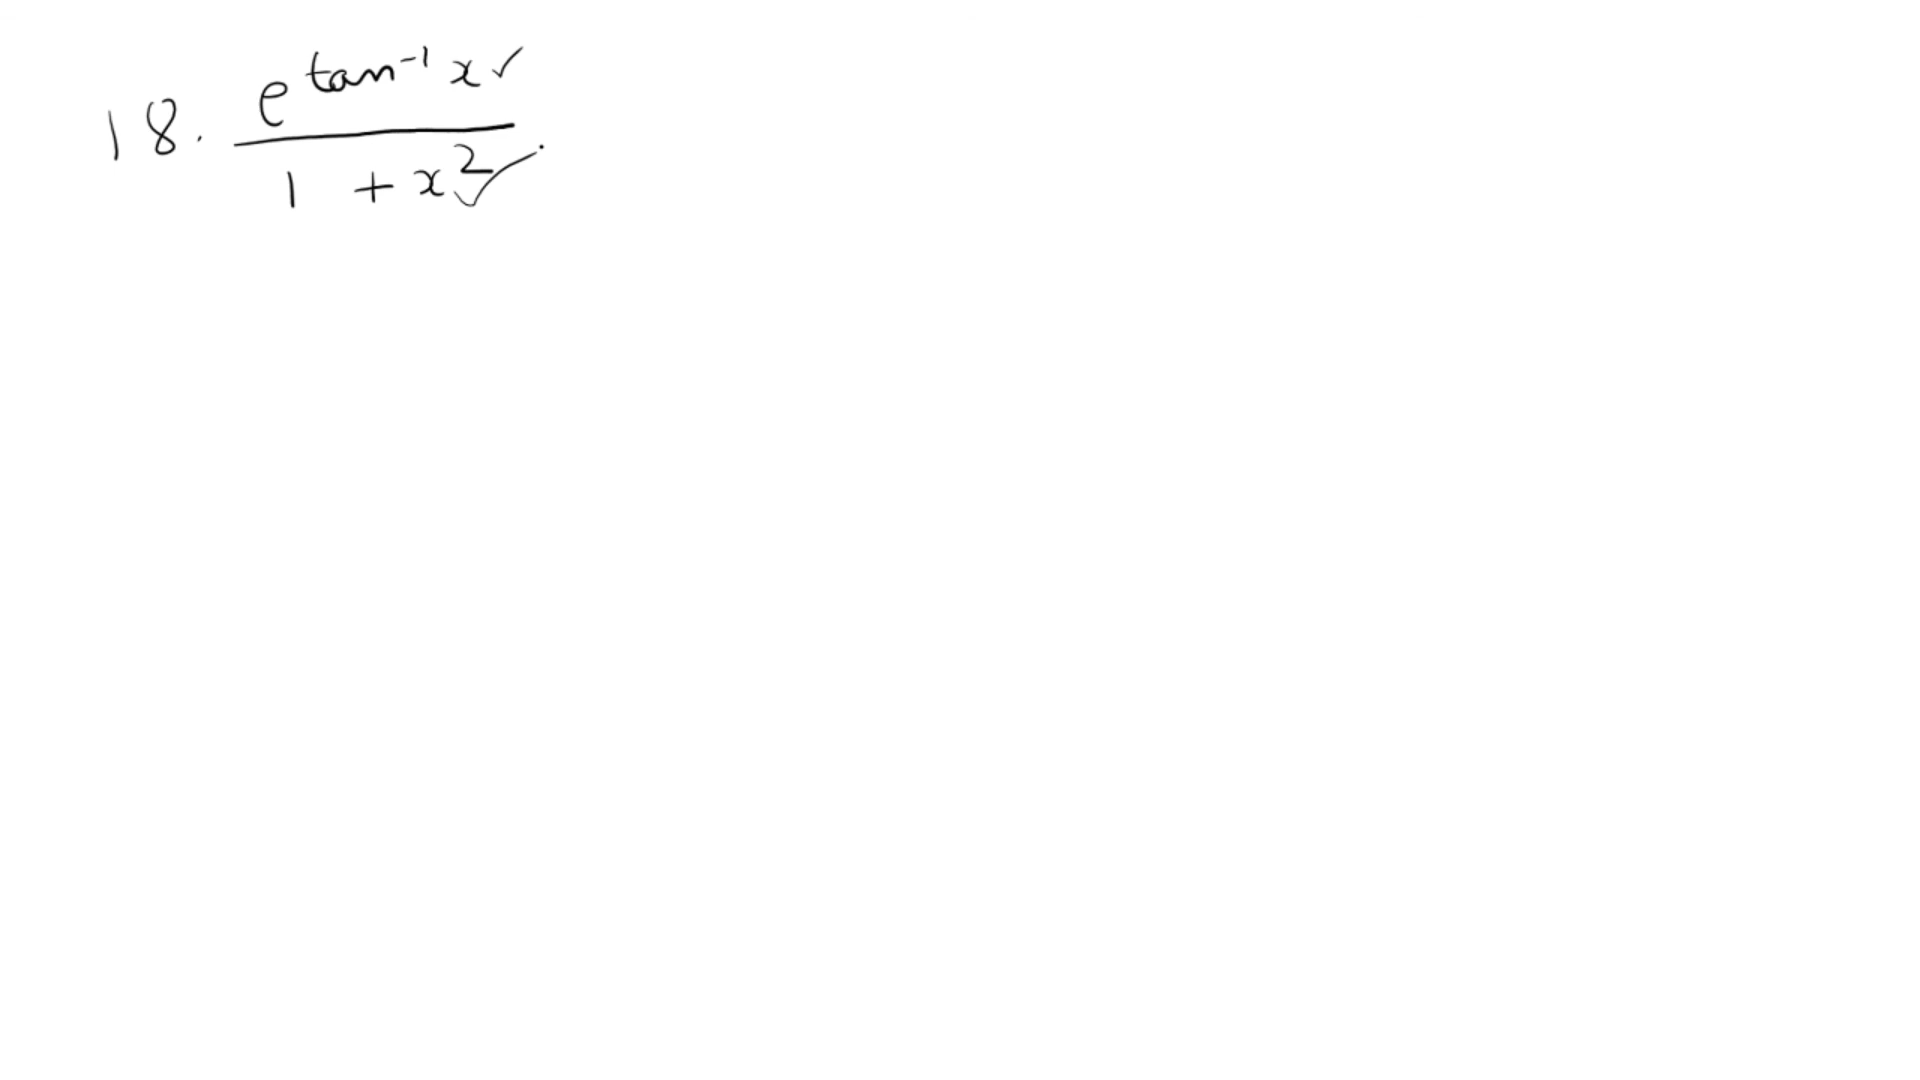 18. e^tan⁻¹ x ✓
1 + x² ✓